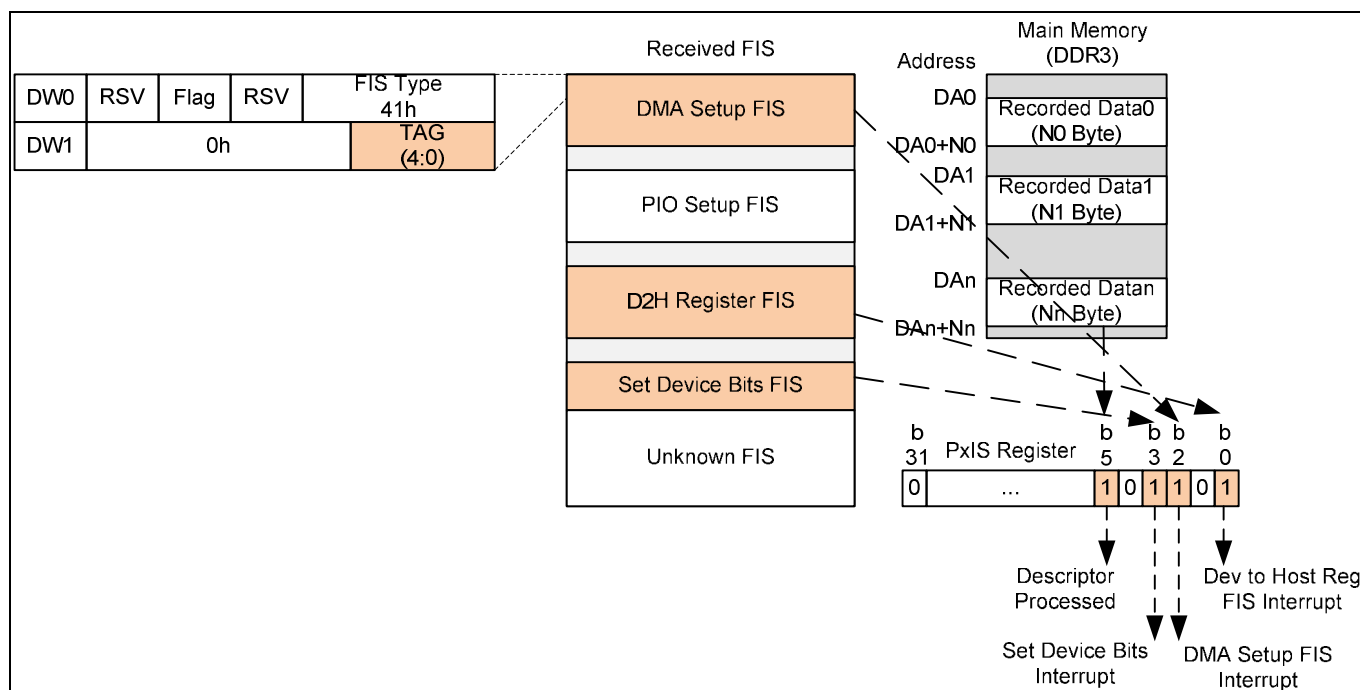 DW0 RSV Flag RSV FIS Type
41h
DW1 0h TAG
(4:0)
Received FIS
DMA Setup FIS
PIO Setup FIS
D2H Register FIS
Set Device Bits FIS
Unknown FIS
Main Memory
(DDR3)
Address
DA0
Recorded Data0
(N0 Byte)
DA0+N0
DA1
Recorded Data1
(N1 Byte)
DA1+N1
DAn
Recorded Datan
(Nn Byte)
DAn+Nn
b b b b b
31 PxIS Register 5 3 2 0
0 ... 1 0 1 1 0 1
Descriptor
Processed
Dev to Host Reg
FIS Interrupt
Set Device Bits
Interrupt
DMA Setup FIS
Interrupt